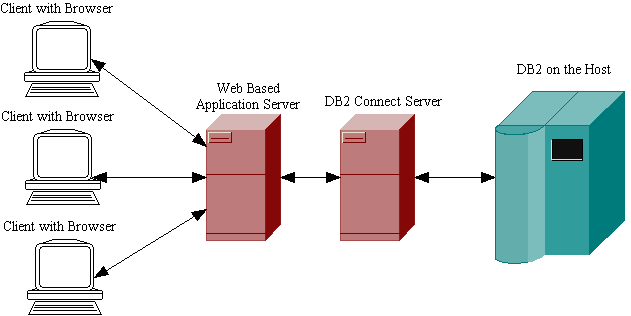 Client with Browser
Client with Browser
Client with Browser
Web Based
Application Server
DB2 Connect Server
DB2 on the Host